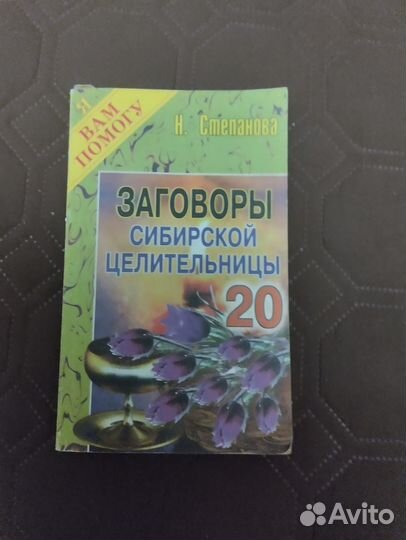 Я
ВАМ
ПОМОГУ
Н. Степанова
ЗАГОВОРЫ
СИБИРСКОЙ
ЦЕЛИТЕЛЬНИЦЫ
20
Avito